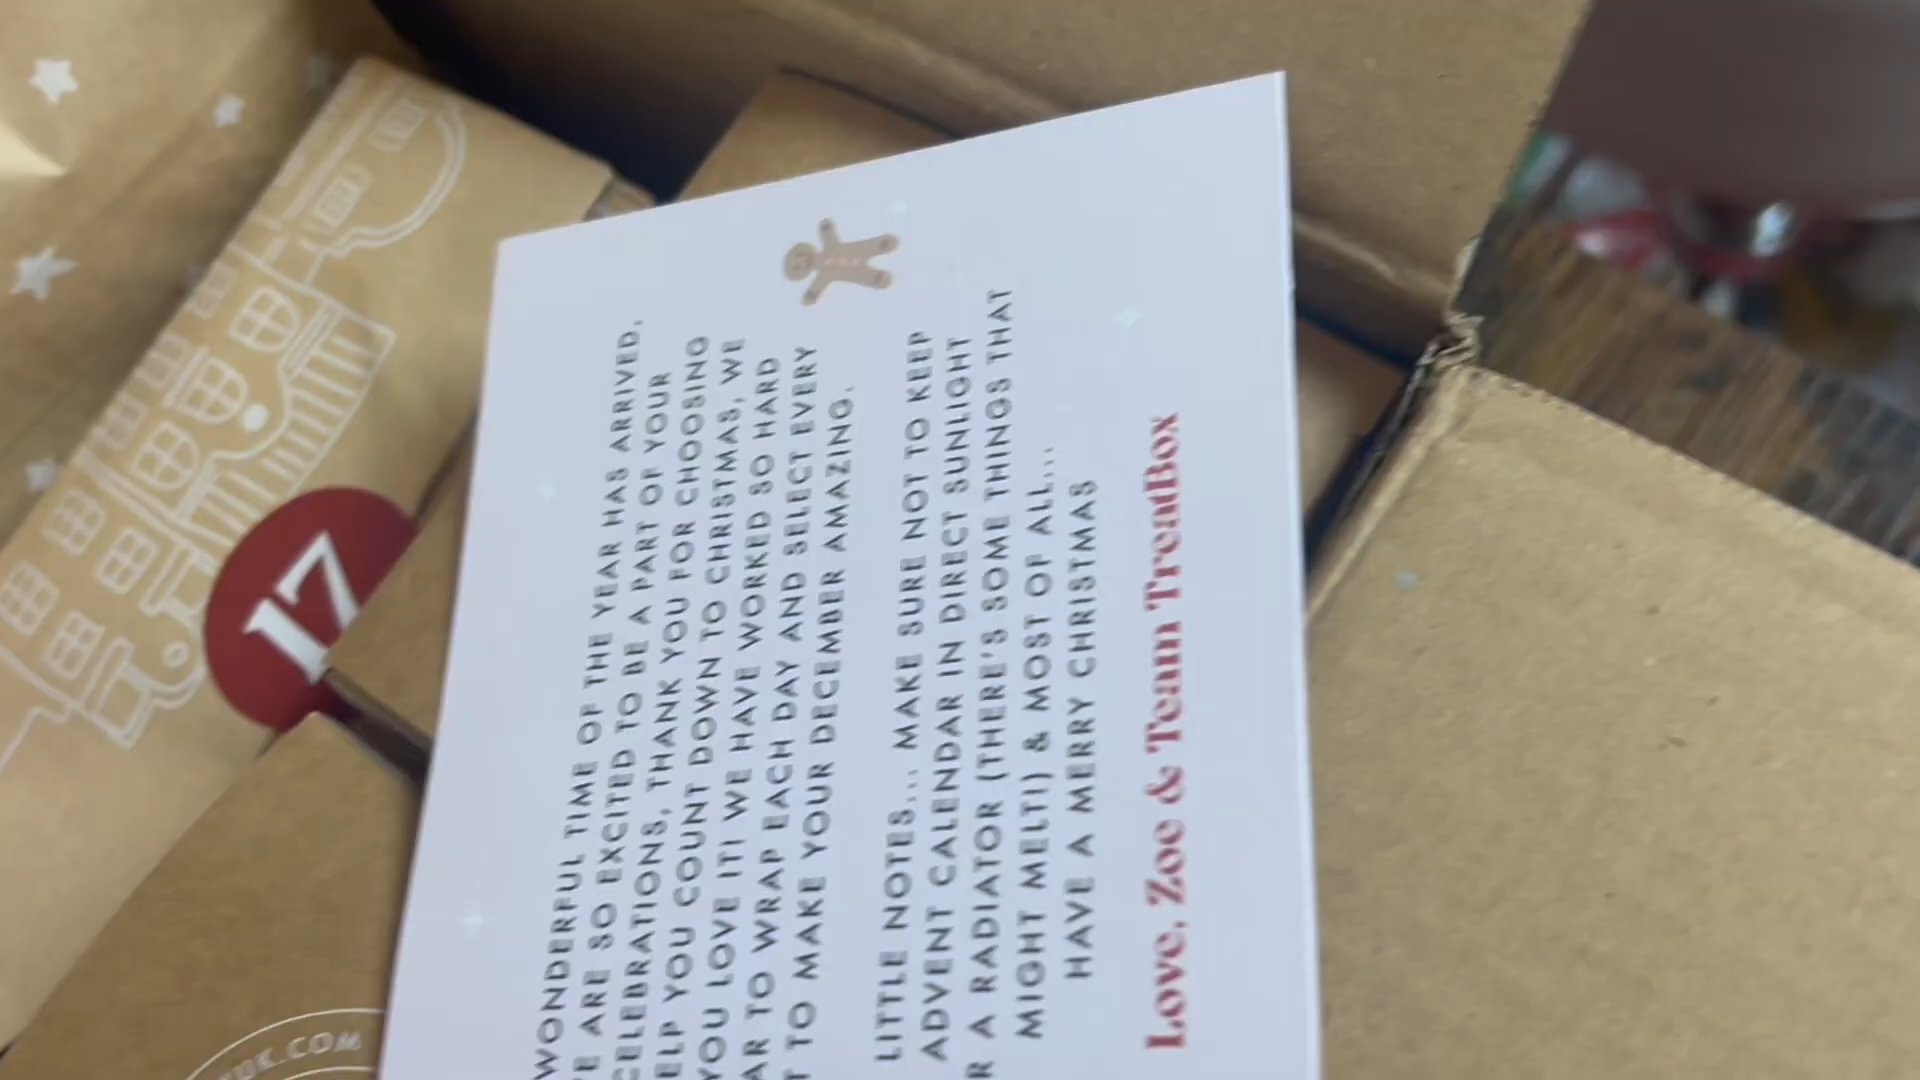 WONDERFUL TIME OF THE YEAR HAS ARRIVED,
ARE SO EXCITED TO BE A PART OF YOUR
CELEBRATIONS, THANK YOU FOR CHOOSING
YOU COUNT DOWN TO CHRISTMAS, WE
YOU LOVE IT! WE HAVE WORKED SO HARD
TO WRAP EACH DAY AND SELECT EVERY
TO MAKE YOUR DECEMBER AMAZING.
LITTLE NOTES... MAKE SURE NOT TO KEEP
ADVENT CALENDAR IN DIRECT SUNLIGHT
A RADIATOR (THERE'S SOME THINGS THAT
MIGHT MELT!) & MOST OF ALL...
HAVE A MERRY CHRISTMAS
Love, Zoe & Team TreatBox
17
UK.COM